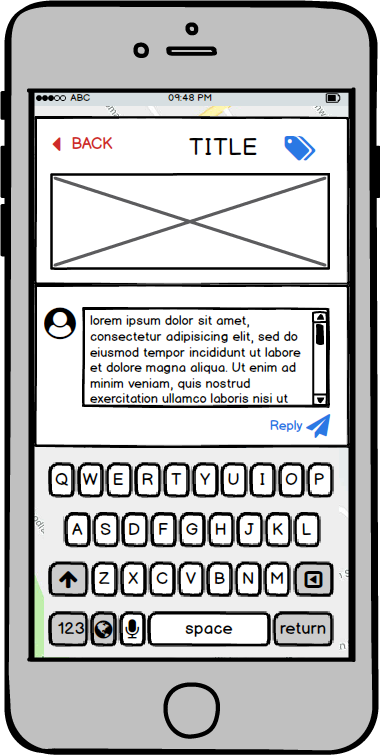 ABC 09:48 PM
BACK TITLE
lorem ipsum dolor sit amet,
consectetur adipisicing elit, sed do
eiusmod tempor incididunt ut labore
et dolore magna aliqua. Ut enim ad
minim veniam, quis nostrud
exercitation ullamco laboris nisi ut
Reply
Q W E R T Y U I O P
A S D F G H J K L
Z X C V B N M
123 space return